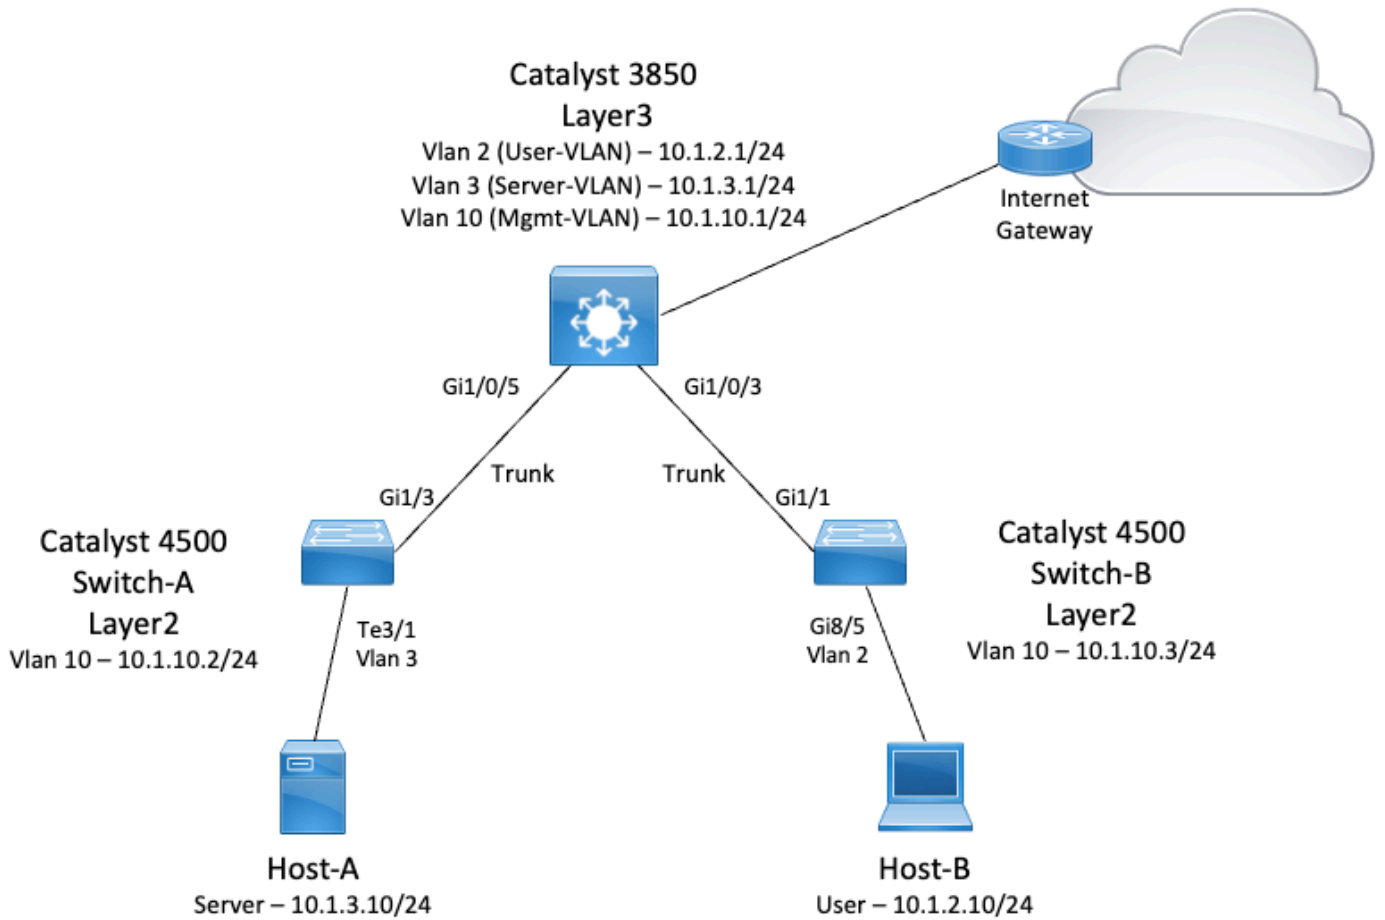 Catalyst 3850
Layer3
Vlan 2 (User-VLAN) – 10.1.2.1/24
Vlan 3 (Server-VLAN) – 10.1.3.1/24
Vlan 10 (Mgmt-VLAN) – 10.1.10.1/24
Internet
Gateway
Gi1/0/5
Gi1/0/3
Trunk
Trunk
Gi1/3
Gi1/1
Catalyst 4500
Switch-A
Layer2
Vlan 10 – 10.1.10.2/24
Catalyst 4500
Switch-B
Layer2
Vlan 10 – 10.1.10.3/24
Te3/1
Vlan 3
Gi8/5
Vlan 2
Host-A
Server – 10.1.3.10/24
Host-B
User – 10.1.2.10/24